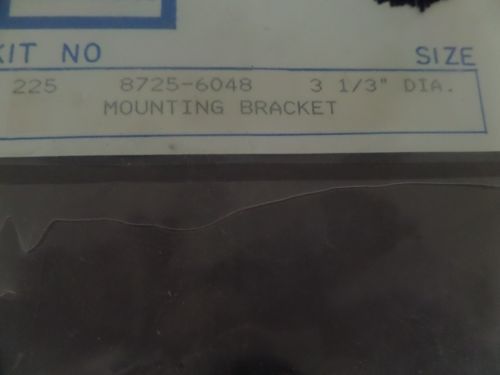 KIT NO SIZE
225 8725-6048 3 1/3" DIA.
MOUNTING BRACKET